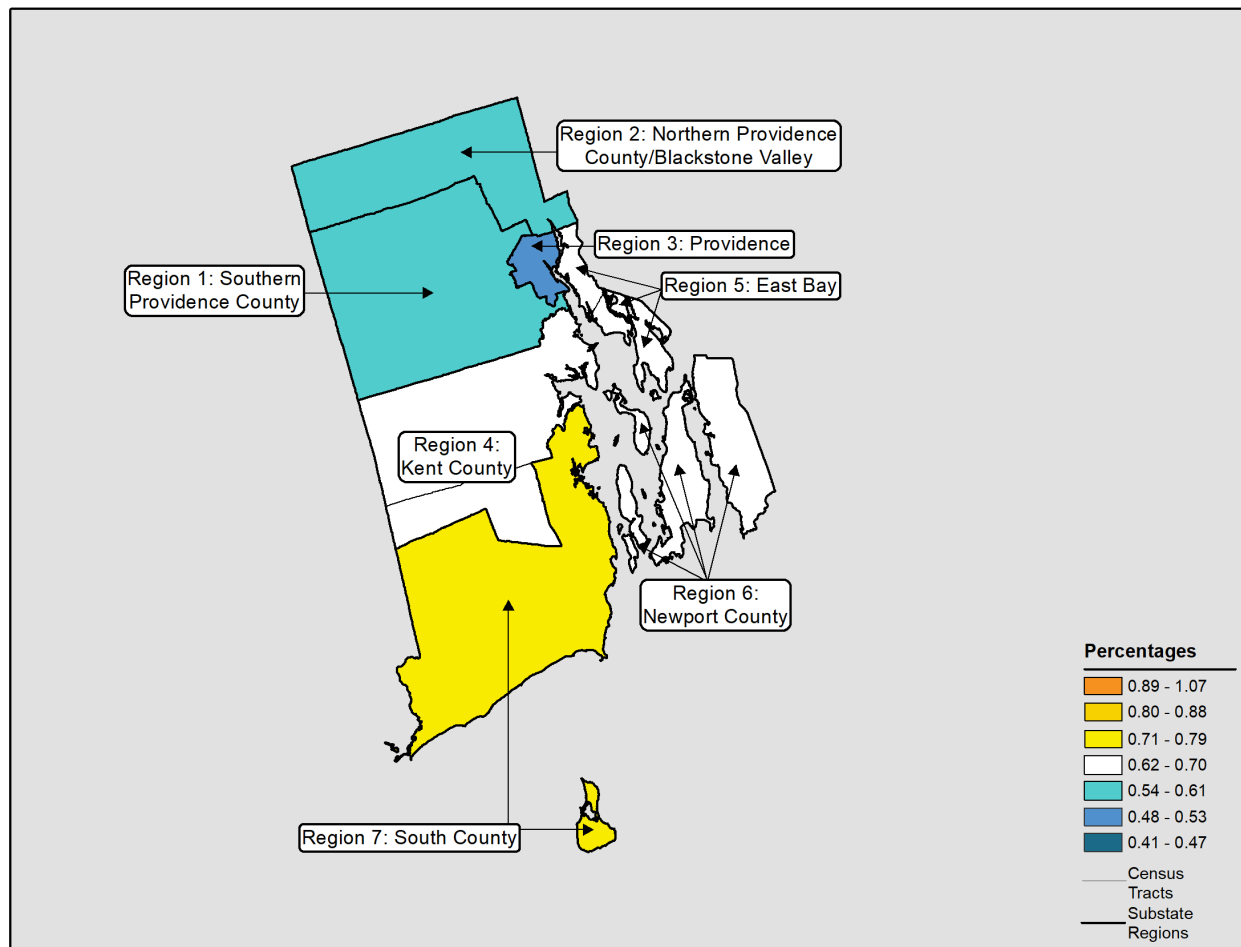 Region 2: Northern Providence
County/Blackstone Valley
Region 3: Providence
Region 1: Southern
Providence County
Region 5: East Bay
Region 4:
Kent County
Region 6:
Newport County
Region 7: South County
Percentages
0.89 - 1.07
0.80 - 0.88
0.71 - 0.79
0.62 - 0.70
0.54 - 0.61
0.48 - 0.53
0.41 - 0.47
Census
Tracts
Substate
Regions